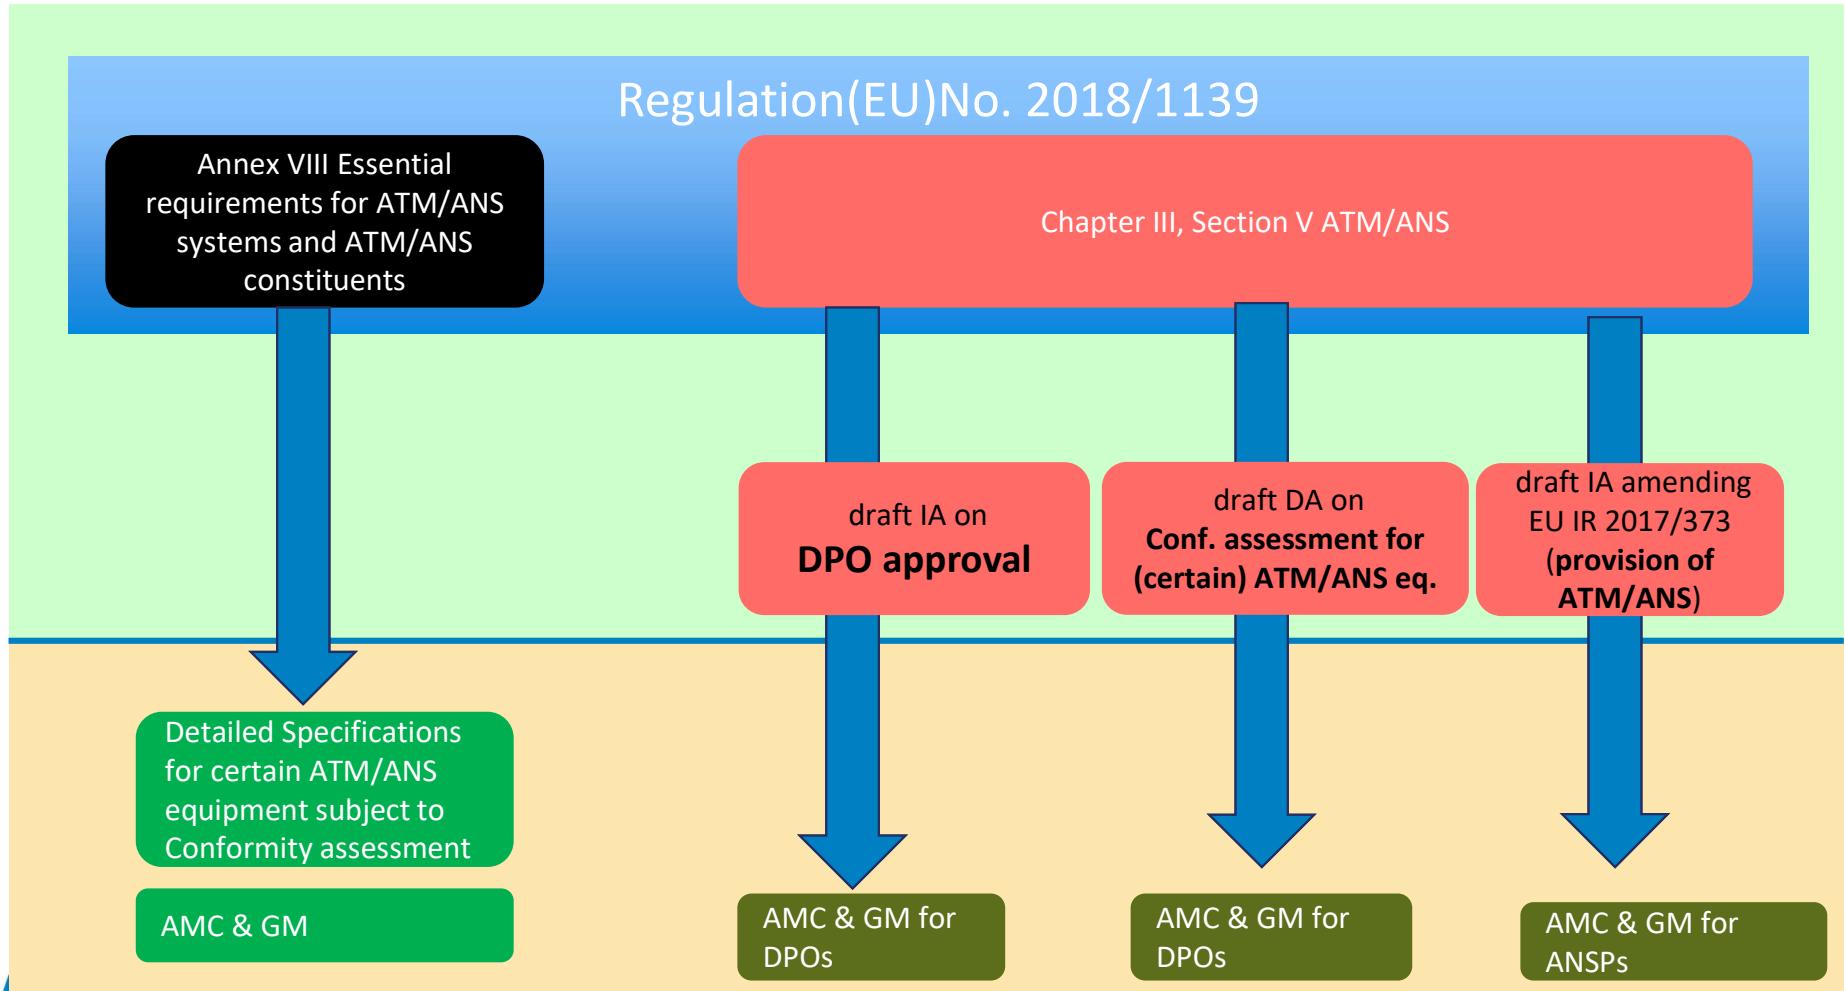 Regulation(EU)No. 2018/1139
Annex VIII Essential
requirements for ATM/ANS
systems and ATM/ANS
constituents
Chapter III, Section V ATM/ANS
draft IA on
DPO approval
draft DA on
Conf. assessment for
(certain) ATM/ANS eq.
draft IA amending
EU IR 2017/373
(provision of
ATM/ANS)
Detailed Specifications
for certain ATM/ANS
equipment subject to
Conformity assessment
AMC & GM
AMC & GM for
DPOs
AMC & GM for
DPOs
AMC & GM for
ANSPs